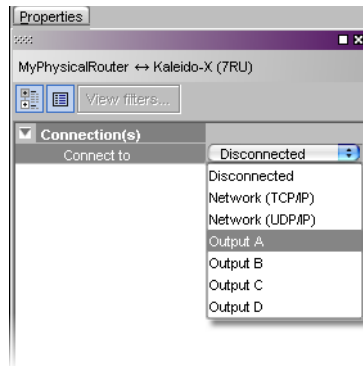 Properties
MyPhysicalRouter ↔ Kaleido-X (7RU)
View filters...
Connection(s)
Connect to
Disconnected
Disconnected
Network (TCP/IP)
Network (UDP/IP)
Output A
Output B
Output C
Output D